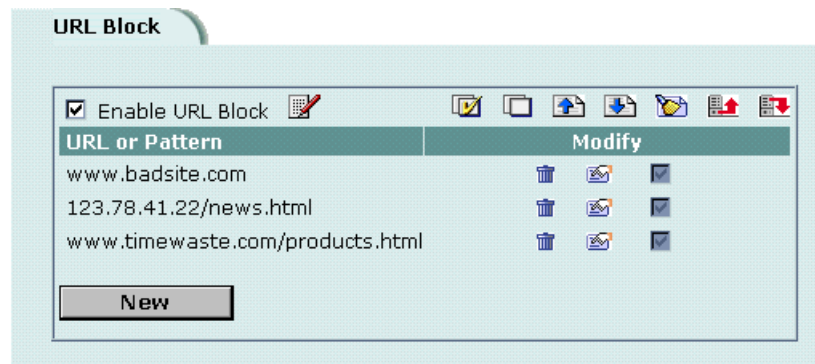 URL Block
Enable URL Block
URL or Pattern Modify
www.badsite.com
123.78.41.22/news.html
www.timewaste.com/products.html
New